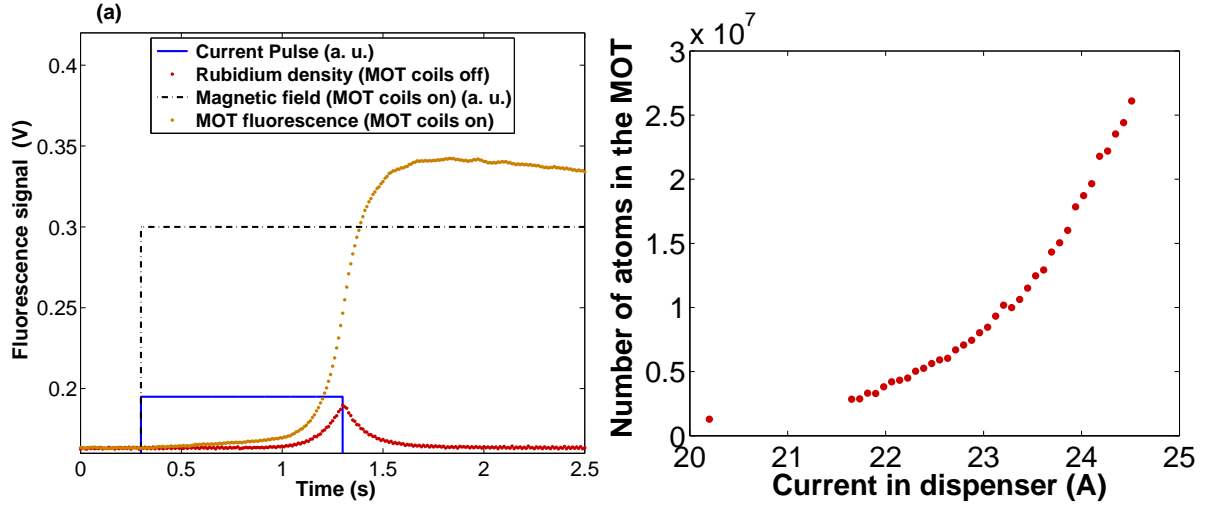 (a)
Current Pulse (a. u.)
Rubidium density (MOT coils off)
Magnetic field (MOT coils on) (a. u.)
MOT fluorescence (MOT coils on)
Fluorescence signal (V)
0.4
0.35
0.3
0.25
0.2
0 0.5 1 1.5 2 2.5
Time (s)
x 10^7
Number of atoms in the MOT
3
2.5
2
1.5
1
0.5
0
20 21 22 23 24 25
Current in dispenser (A)